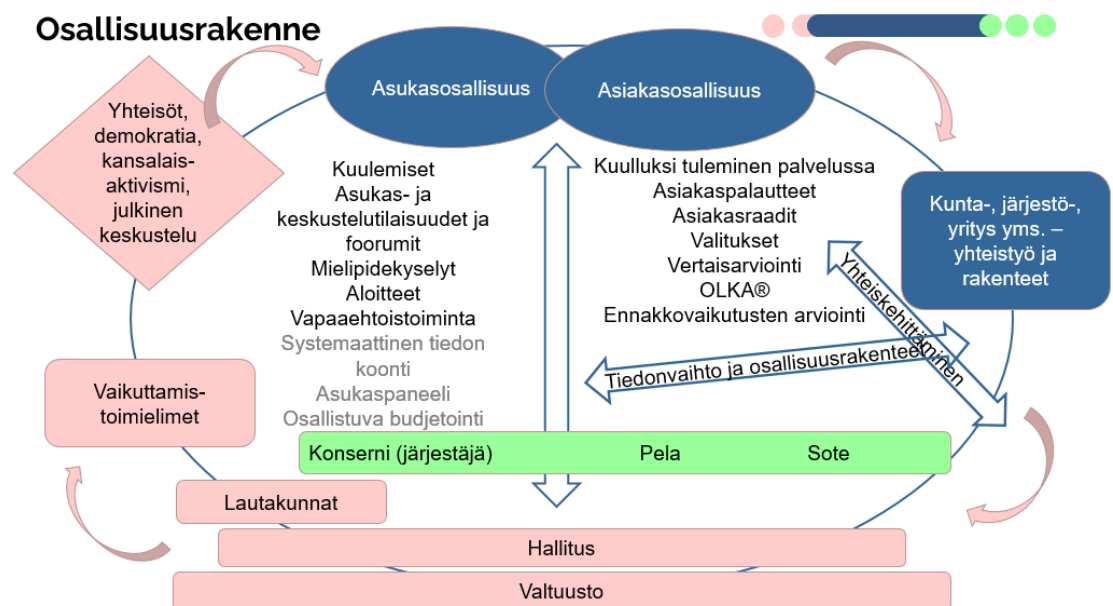 Osallisuusrakenne
Yhteisöt,
demokratia,
kansalais-
aktivismi,
julkinen
keskustelu
Asukasosallisuus
Asiakasosallisuus
Kuulemiset
Asukas- ja
keskustelutilaisuudet ja
foorumit
Mielipidekyselyt
Aloitteet
Vapaaehtoistoiminta
Systemaattinen tiedon
koonti
Asukaspaneeli
Osallistuva budjetointi
Kuulluksi tuleminen palvelussa
Asiakaspalautteet
Asiakasraadit
Valitukset
Vertaisarviointi
OLKA®
Ennakkovaikutusten arviointi
Kunta-, järjestö-,
yritys yms. –
yhteistyö ja
rakenteet
Yhteiskehittäminen
Tiedonvaihto ja osallisuusrakenteet
Vaikuttamis-
toimielimet
Konserni (järjestäjä) Pela Sote
Lautakunnat
Hallitus
Valtuusto